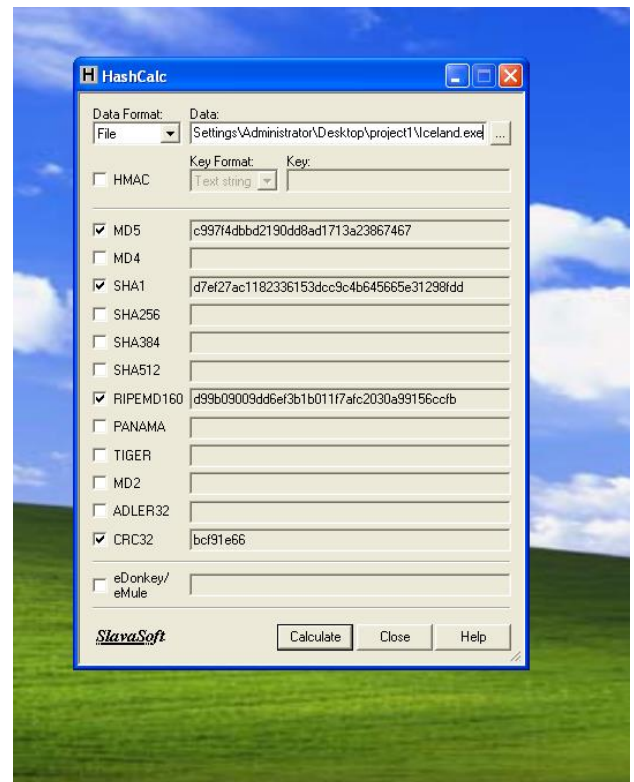 HashCalc
Data Format: Data:
File Settings\Administrator\Desktop\project1\Iceland.exe ...
Key Format: Key:
HMAC Text string
MD5 c997f4dbbd2190dd8ad1713a23867467
MD4
SHA1 d7ef27ac1182336153dcc9c4b645665e31298fdd
SHA256
SHA384
SHA512
RIPEMD160 d99b09009dd6ef3b1b011f7afc2030a99156ccfb
PANAMA
TIGER
MD2
ADLER32
CRC32 bcf91e66
eDonkey/
eMule
SlavaSoft Calculate Close Help